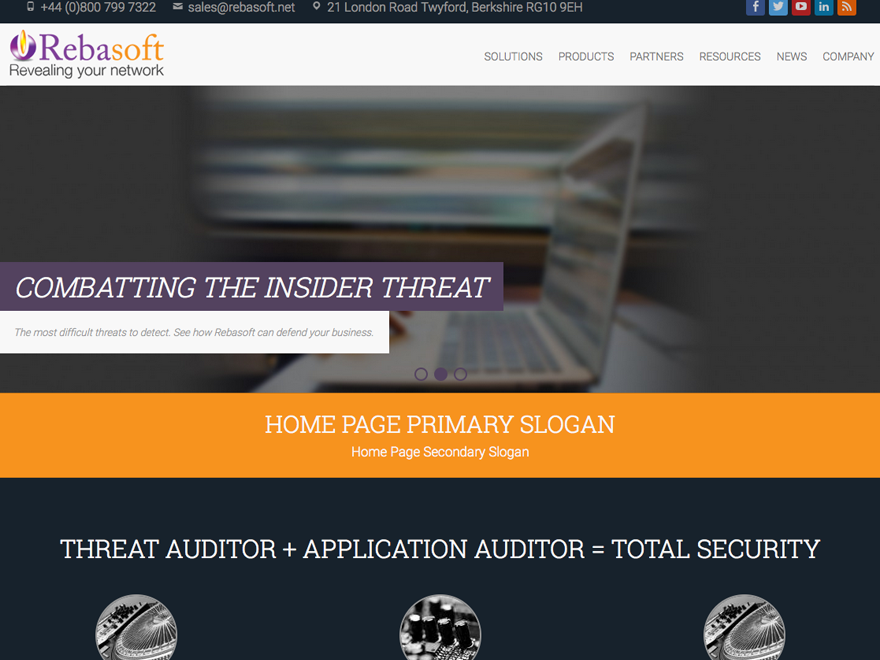 +44 (0)800 799 7322 sales@rebasoft.net 21 London Road Twyford, Berkshire RG10 9EH
Rebasoft
Revealing your network
SOLUTIONS PRODUCTS PARTNERS RESOURCES NEWS COMPANY
COMBATTING THE INSIDER THREAT
The most difficult threats to detect. See how Rebasoft can defend your business.
HOME PAGE PRIMARY SLOGAN
Home Page Secondary Slogan
THREAT AUDITOR + APPLICATION AUDITOR = TOTAL SECURITY